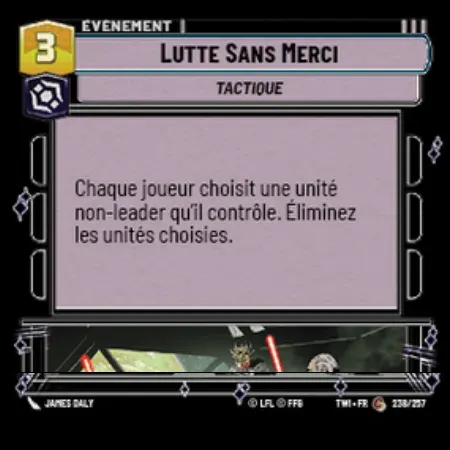 ÉVÉNEMENT
3
LUTTE SANS MERCI
TACTIQUE
Chaque joueur choisit une unité
non-leader qu'il contrôle. Éliminez
les unités choisies.
JAMES DALY © LFL © FFG TWI • FR 238/257